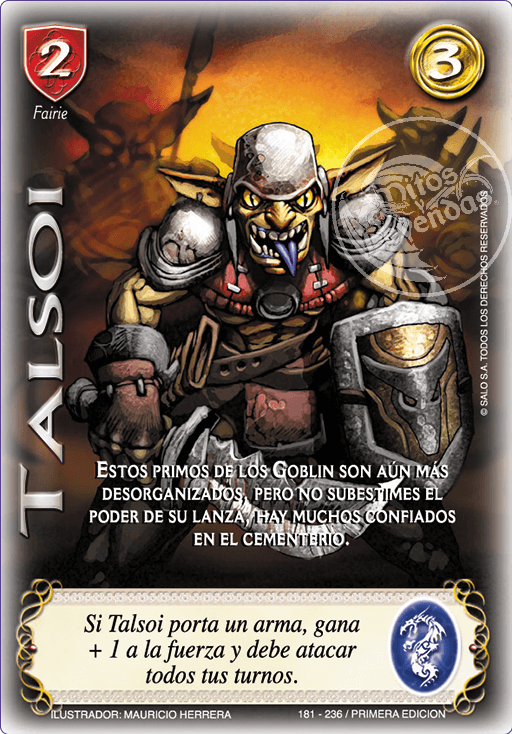 2
3
Fairie
Mitos
y
Leyendas
TALSOI
© SALO S.A. TODOS LOS DERECHOS RESERVADOS
ESTOS PRIMOS DE LOS GOBLIN SON AÚN MÁS
DESORGANIZADOS, PERO NO SUBESTIMES EL
PODER DE SU LANZA, HAY MUCHOS CONFIADOS
EN EL CEMENTERIO.
Si Talsoi porta un arma, gana
+ 1 a la fuerza y debe atacar
todos tus turnos.
ILUSTRADOR: MAURICIO HERRERA
181 - 236 / PRIMERA EDICION